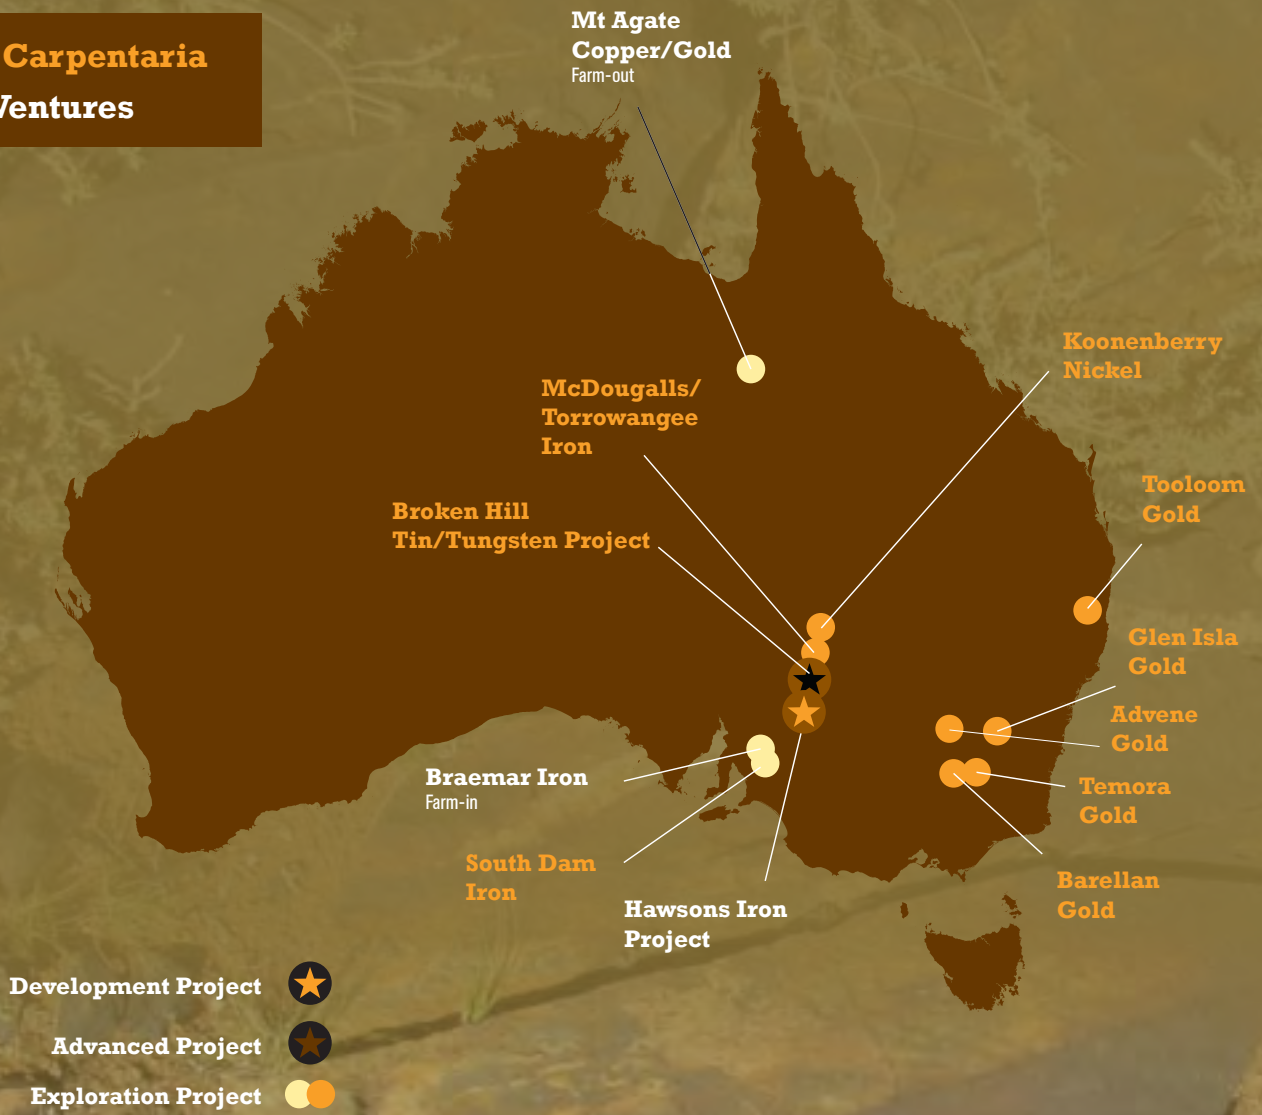 Carpentaria
Ventures
Mt Agate
Copper/Gold
Farm-out
Koonenberry
Nickel
McDougalls/
Torrowangee
Iron
Tooloom
Gold
Broken Hill
Tin/Tungsten Project
Glen Isla
Gold
Advene
Gold
Braemar Iron
Farm-in
Temora
Gold
South Dam
Iron
Barellan
Gold
Hawsons Iron
Project
Development Project
Advanced Project
Exploration Project